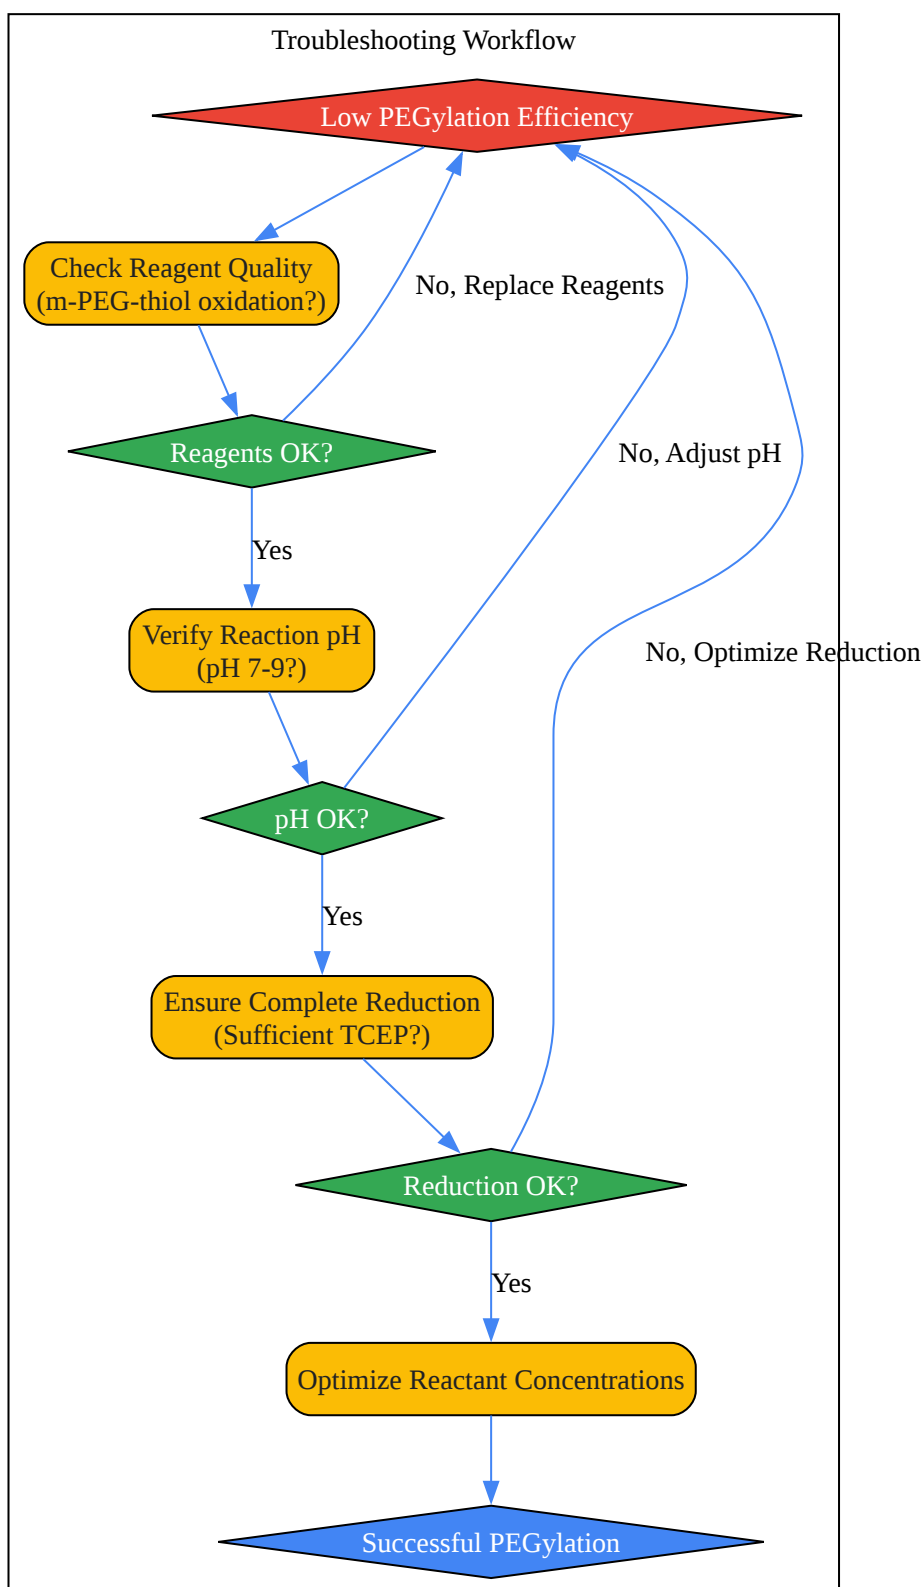 Troubleshooting Workflow
Low PEGylation Efficiency
Check Reagent Quality
(m-PEG-thiol oxidation?)
No, Replace Reagents
Reagents OK?
No, Adjust pH
Yes
Verify Reaction pH
(pH 7-9?)
No, Optimize Reduction
pH OK?
Yes
Ensure Complete Reduction
(Sufficient TCEP?)
Reduction OK?
Yes
Optimize Reactant Concentrations
Successful PEGylation